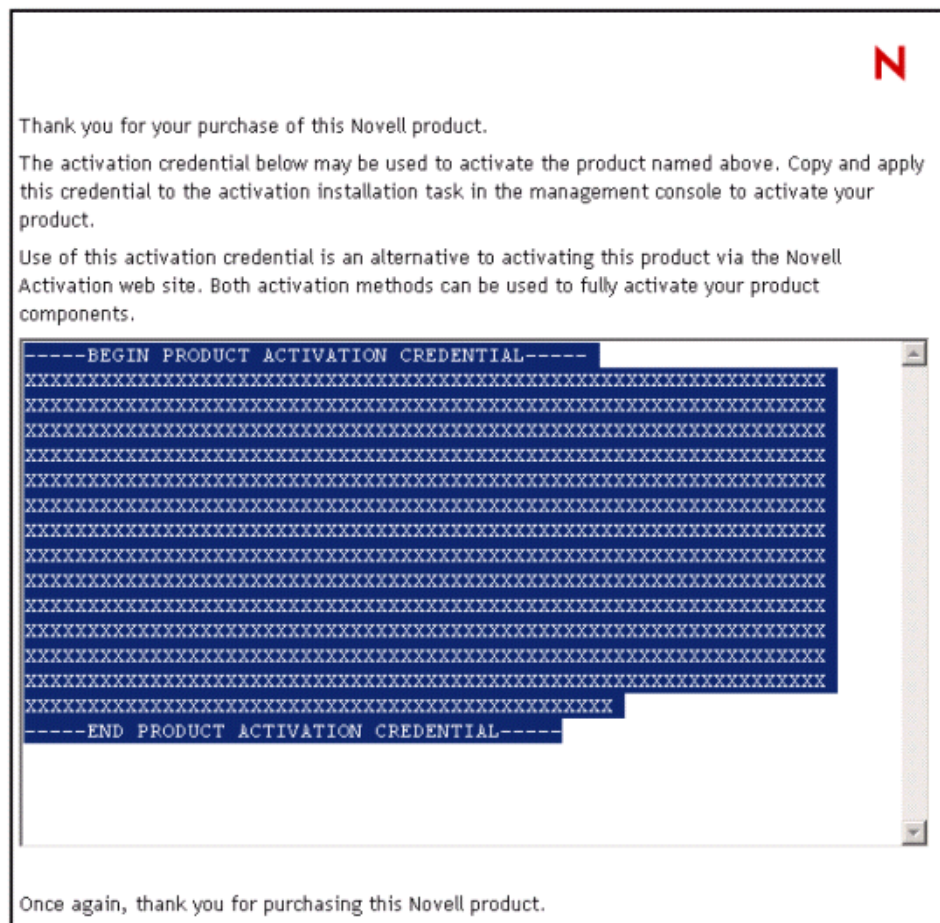 N
Thank you for your purchase of this Novell product.
The activation credential below may be used to activate the product named above. Copy and apply
this credential to the activation installation task in the management console to activate your
product.
Use of this activation credential is an alternative to activating this product via the Novell
Activation web site. Both activation methods can be used to fully activate your product
components.
-----BEGIN PRODUCT ACTIVATION CREDENTIAL-----
XXXXXXXXXXXXXXXXXXXXXXXXXXXXXXXXXXXXXXXXXXXXXXXXXXXXXXXXXXXXXXXX
XXXXXXXXXXXXXXXXXXXXXXXXXXXXXXXXXXXXXXXXXXXXXXXXXXXXXXXXXXXXXXXX
XXXXXXXXXXXXXXXXXXXXXXXXXXXXXXXXXXXXXXXXXXXXXXXXXXXXXXXXXXXXXXXX
XXXXXXXXXXXXXXXXXXXXXXXXXXXXXXXXXXXXXXXXXXXXXXXXXXXXXXXXXXXXXXXX
XXXXXXXXXXXXXXXXXXXXXXXXXXXXXXXXXXXXXXXXXXXXXXXXXXXXXXXXXXXXXXXX
XXXXXXXXXXXXXXXXXXXXXXXXXXXXXXXXXXXXXXXXXXXXXXXXXXXXXXXXXXXXXXXX
XXXXXXXXXXXXXXXXXXXXXXXXXXXXXXXXXXXXXXXXXXXXXXXXXXXXXXXXXXXXXXXX
XXXXXXXXXXXXXXXXXXXXXXXXXXXXXXXXXXXXXXXXXXXXXXXXXXXXXXXXXXXXXXXX
XXXXXXXXXXXXXXXXXXXXXXXXXXXXXXXXXXXXXXXXXXXXXXXXXXXXXXXXXXXXXXXX
XXXXXXXXXXXXXXXXXXXXXXXXXXXXXXXXXXXXXXXXXXXXXXXXXXXXXXXXXXXXXXXX
XXXXXXXXXXXXXXXXXXXXXXXXXXXXXXXXXXXXXXXXXXXXXXXXXXXXXXXXXXXXXXXX
XXXXXXXXXXXXXXXXXXXXXXXXXXXXXXXXXXXXXXXXXXXXXXXXXXXXXXXXXXXXXXXX
XXXXXXXXXXXXXXXXXXXXXXXXXXXXXXXXXXXXXXXXXXXXXXXXXXXXXXXXXXXXXXXX
XXXXXXXXXXXXXXXXXXXXXXXXXXXXXXXXXXXXXXXXXXXXXXX
-----END PRODUCT ACTIVATION CREDENTIAL-----
Once again, thank you for purchasing this Novell product.